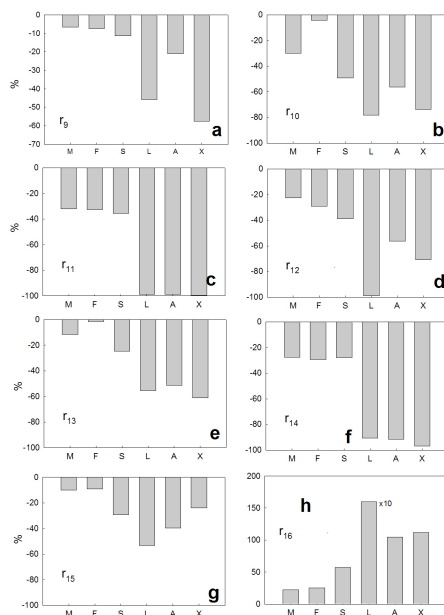 0
-10
-20
-30
-40
-50
-60
-70
%
r9
a
M F S L A X
0
-20
-40
-60
-80
-100
r10
b
M F S L A X
0
-20
-40
-60
-80
-100
%
r11
c
M F S L A X
0
-20
-40
-60
-80
-100
r12
d
M F S L A X
0
-20
-40
-60
-80
-100
%
r13
e
M F S L A X
0
-20
-40
-60
-80
-100
r14
f
M F S L A X
0
-20
-40
-60
-80
-100
%
r15
g
M F S L A X
200
150
100
50
0
h
x10
r16
M F S L A X